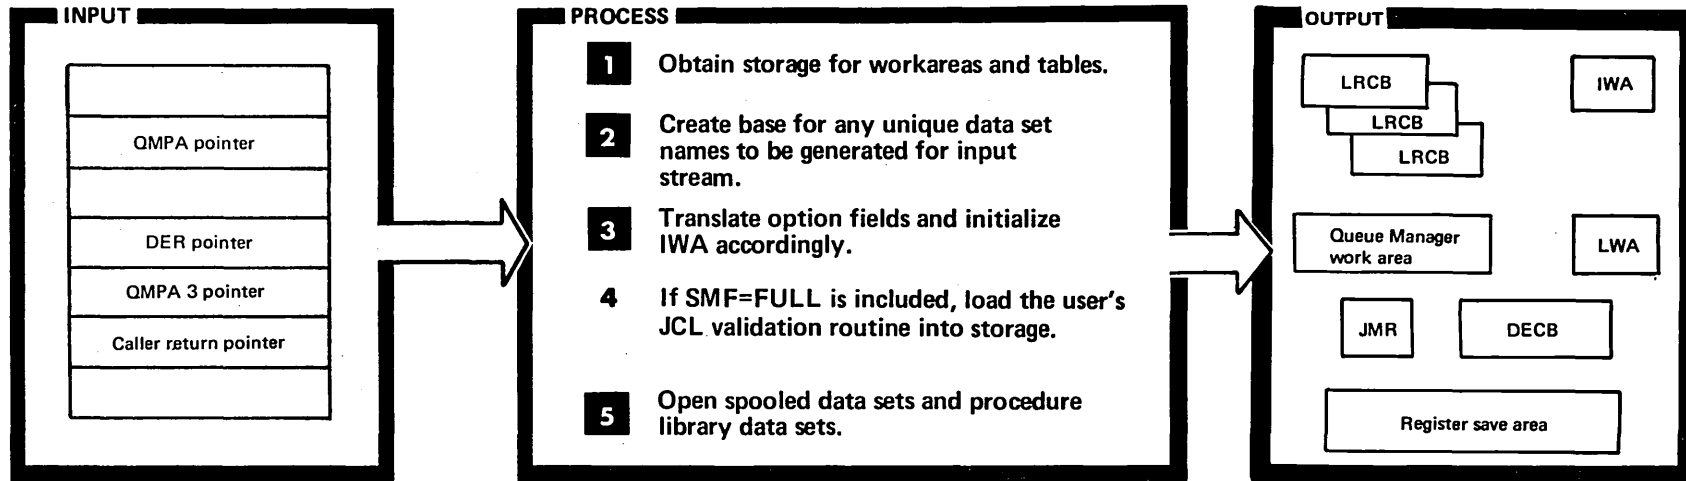 INPUT
QMPA pointer
DER pointer
QMPA 3 pointer
Caller return pointer
PROCESS
1 Obtain storage for workareas and tables.
2 Create base for any unique data set
names to be generated for input
stream.
3 Translate option fields and initialize
IWA accordingly.
4 If SMF=FULL is included, load the user's
JCL validation routine into storage.
5 Open spooled data sets and procedure
library data sets.
OUTPUT
LRCB
LRCB
LRCB
IWA
Queue Manager
work area
LWA
JMR
DECB
Register save area